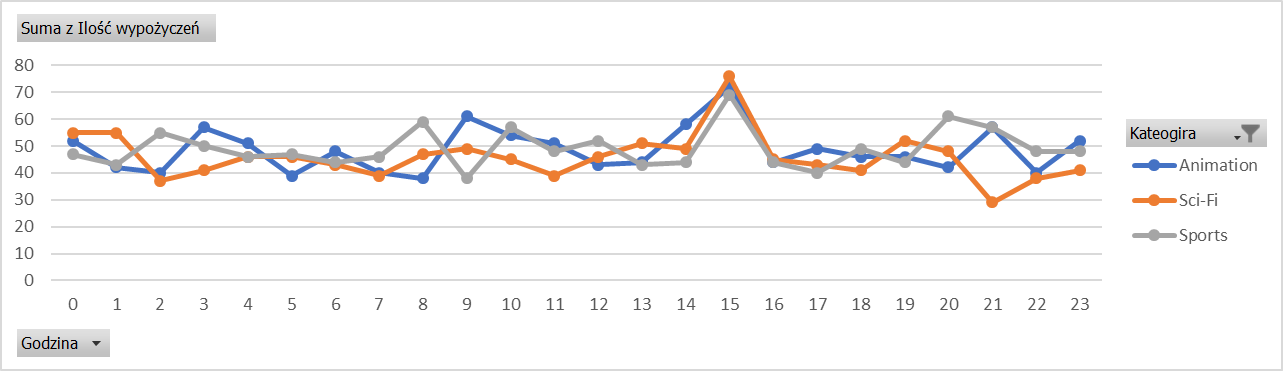 Suma z Ilość wypożyczeń
80
70
60
50
40
30
20
10
0
0 1 2 3 4 5 6 7 8 9 10 11 12 13 14 15 16 17 18 19 20 21 22 23
Kateogira
Animation
Sci-Fi
Sports
Godzina